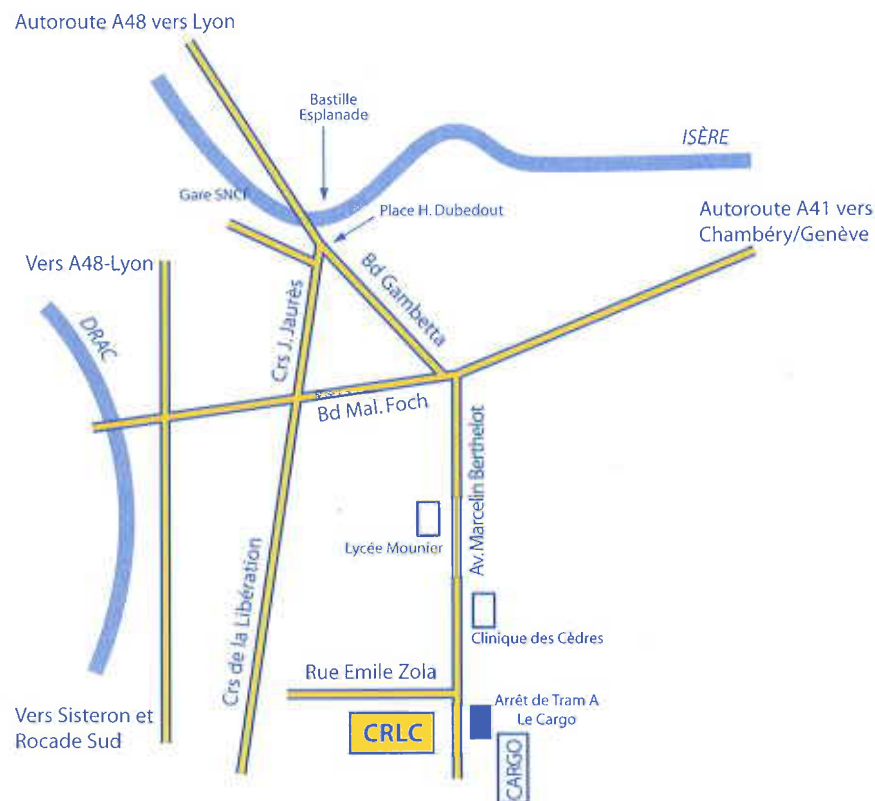 Autoroute A48 vers Lyon
Bastille
Esplanade
ISÈRE
Gare SNCF
Place H. Dubedout
Autoroute A41 vers
Chambéry/Genève
Vers A48-Lyon
Bd Gambetta
DRAC
Crs J. Jaurès
Bd Mal. Foch
Av. Marcelin Berthelot
Lycée Mounier
Crs de la Libération
Clinique des Cèdres
Rue Emile Zola
Arrêt de Tram A
Le Cargo
Vers Sisteron et
Rocade Sud
CRLC
CARGO